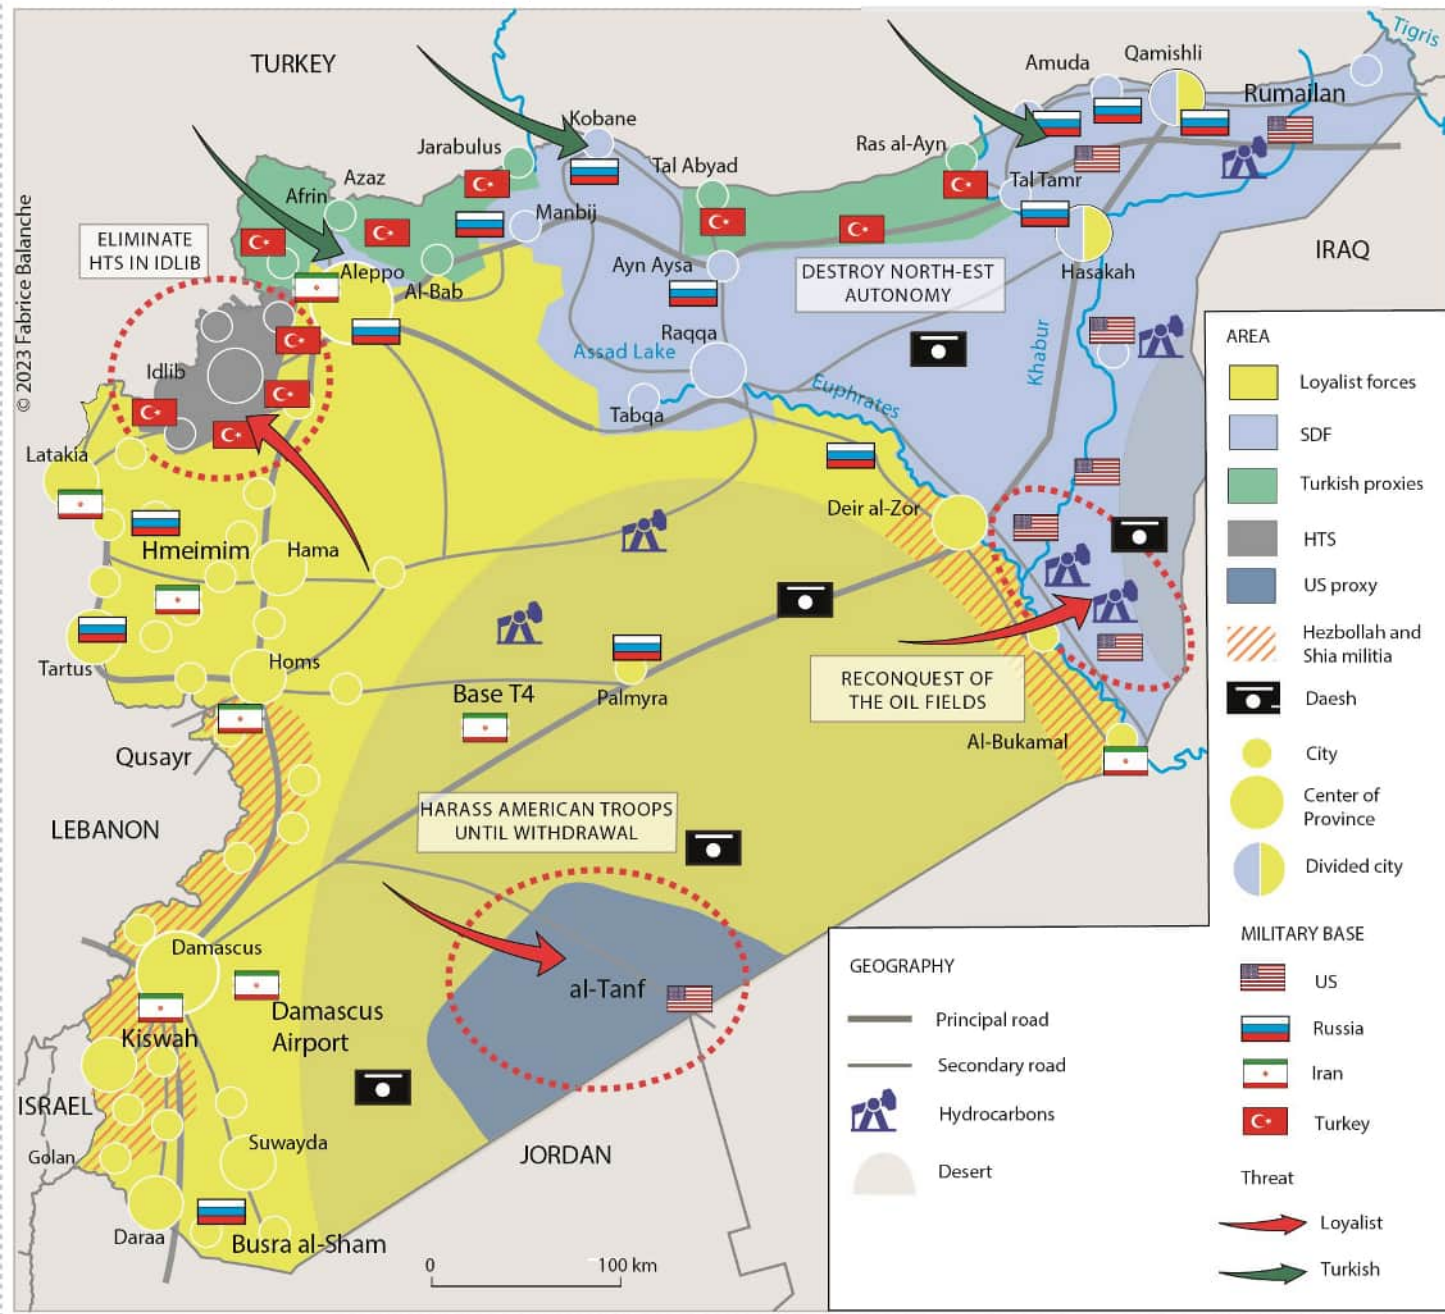 Tigris
TURKEY
Amuda
Qamishli
Rumailan
Kobane
Jarabulus
Tal Abyad
Ras al-Ayn
Tal Tamr
Azaz
Afrin
Manbij
ELIMINATE
HTS IN IDLIB
Aleppo
Al-Bab
Ayn Aysa
DESTROY NORTH-EST
AUTONOMY
Hasakah
IRAQ
© 2023 Fabrice Balanche
Idlib
Raqqa
Assad Lake
Khabur
Euphrates
Tabqa
Latakia
Deir al-Zor
Hmeimim
Hama
Tartus
Homs
Base T4
Palmyra
RECONQUEST OF
THE OIL FIELDS
Al-Bukamal
Qusayr
LEBANON
HARASS AMERICAN TROOPS
UNTIL WITHDRAWAL
Damascus
al-Tanf
Damascus
Airport
Kiswah
ISRAEL
Golan
Suwayda
JORDAN
Daraa
Busra al-Sham
0
100 km
AREA
Loyalist forces
SDF
Turkish proxies
HTS
US proxy
Hezbollah and
Shia militia
Daesh
City
Center of
Province
Divided city
MILITARY BASE
US
Russia
Iran
Turkey
Threat
Loyalist
Turkish
GEOGRAPHY
Principal road
Secondary road
Hydrocarbons
Desert